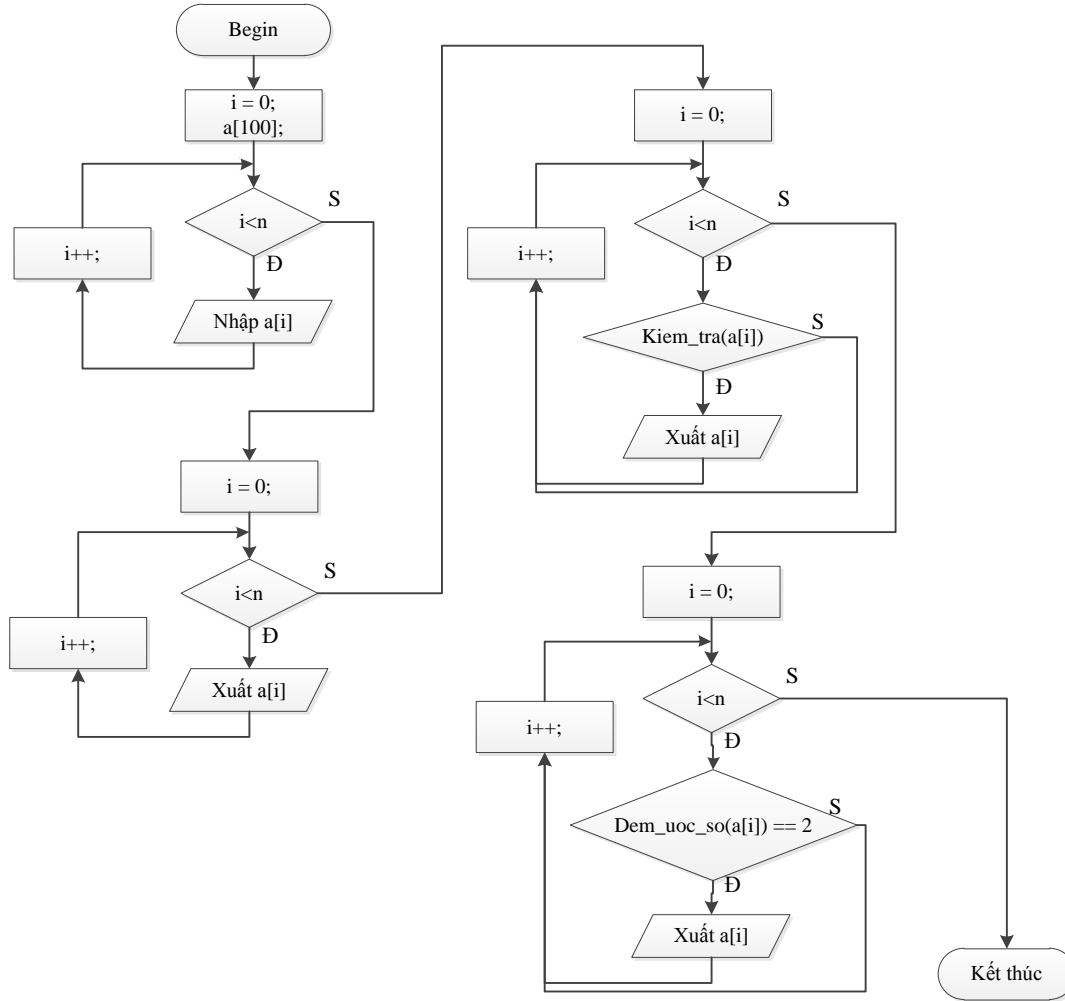 Begin
i = 0;
a[100];
i<n
S
Đ
i++;
Nhập a[i]
i = 0;
i<n
S
Đ
i++;
Xuất a[i]
i = 0;
i<n
S
Đ
i++;
Kiem_tra(a[i])
S
Đ
Xuất a[i]
i = 0;
i<n
S
Đ
i++;
Dem_uoc_so(a[i]) == 2
S
Đ
Xuất a[i]
Kết thúc